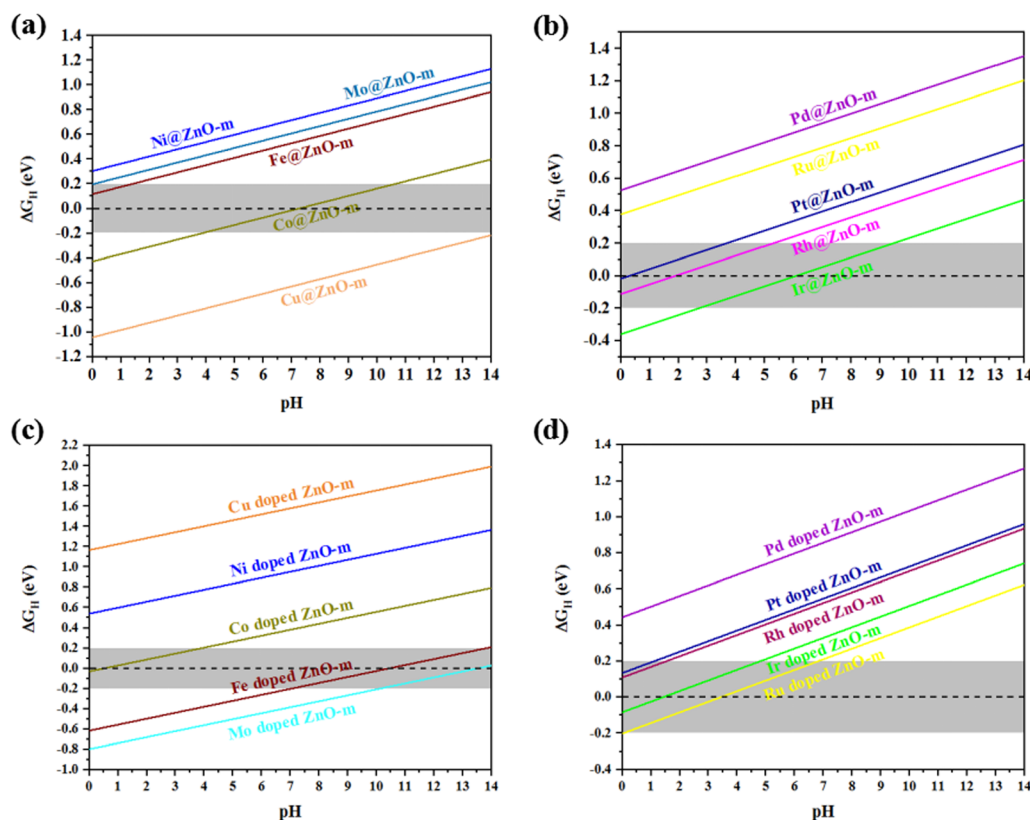 (a)
1.4
1.2
1.0
0.8
0.6
0.4
0.2
0.0
-0.2
-0.4
-0.6
-0.8
-1.0
-1.2
ΔG_H (eV)
Mo@ZnO-m
Ni@ZnO-m
Fe@ZnO-m
Co@ZnO-m
Cu@ZnO-m
0 1 2 3 4 5 6 7 8 9 10 11 12 13 14
pH
(b)
1.4
1.2
1.0
0.8
0.6
0.4
0.2
0.0
-0.2
-0.4
ΔG_H (eV)
Pd@ZnO-m
Ru@ZnO-m
Pt@ZnO-m
Rh@ZnO-m
Ir@ZnO-m
0 1 2 3 4 5 6 7 8 9 10 11 12 13 14
pH
(c)
2.2
2.0
1.8
1.6
1.4
1.2
1.0
0.8
0.6
0.4
0.2
0.0
-0.2
-0.4
-0.6
-0.8
-1.0
ΔG_H (eV)
Cu doped ZnO-m
Ni doped ZnO-m
Co doped ZnO-m
Fe doped ZnO-m
Mo doped ZnO-m
0 1 2 3 4 5 6 7 8 9 10 11 12 13 14
pH
(d)
1.4
1.2
1.0
0.8
0.6
0.4
0.2
0.0
-0.2
-0.4
ΔG_H (eV)
Pd doped ZnO-m
Pt doped ZnO-m
Rh doped ZnO-m
Ir doped ZnO-m
Ru doped ZnO-m
0 1 2 3 4 5 6 7 8 9 10 11 12 13 14
pH